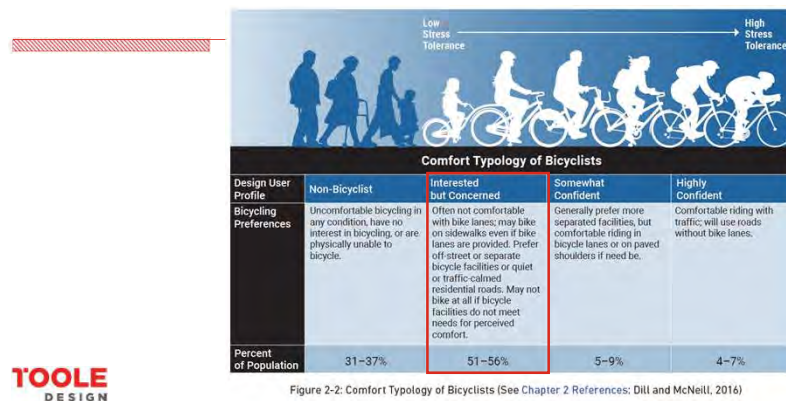 Low
Stress
Tolerance
High
Stress
Tolerance
Comfort Typology of Bicyclists
Design User
Profile
Non-Bicyclist
Interested
but Concerned
Somewhat
Confident
Highly
Confident
Bicycling
Preferences
Uncomfortable bicycling in
any condition, have no
interest in bicycling, or are
physically unable to
bicycle.
Often not comfortable
with bike lanes; may bike
on sidewalks even if bike
lanes are provided. Prefer
off-street or separate
bicycle facilities or quiet
or traffic-calmed
residential roads. May not
bike at all if bicycle
facilities do not meet
needs for perceived
comfort.
Generally prefer more
separated facilities, but
comfortable riding in
bicycle lanes or on paved
shoulders if need be.
Comfortable riding with
traffic; will use roads
without bike lanes.
Percent
of Population
31–37%
51–56%
5–9%
4–7%
TOOLE
DESIGN
Figure 2-2: Comfort Typology of Bicyclists (See Chapter 2 References: Dill and McNeill, 2016)